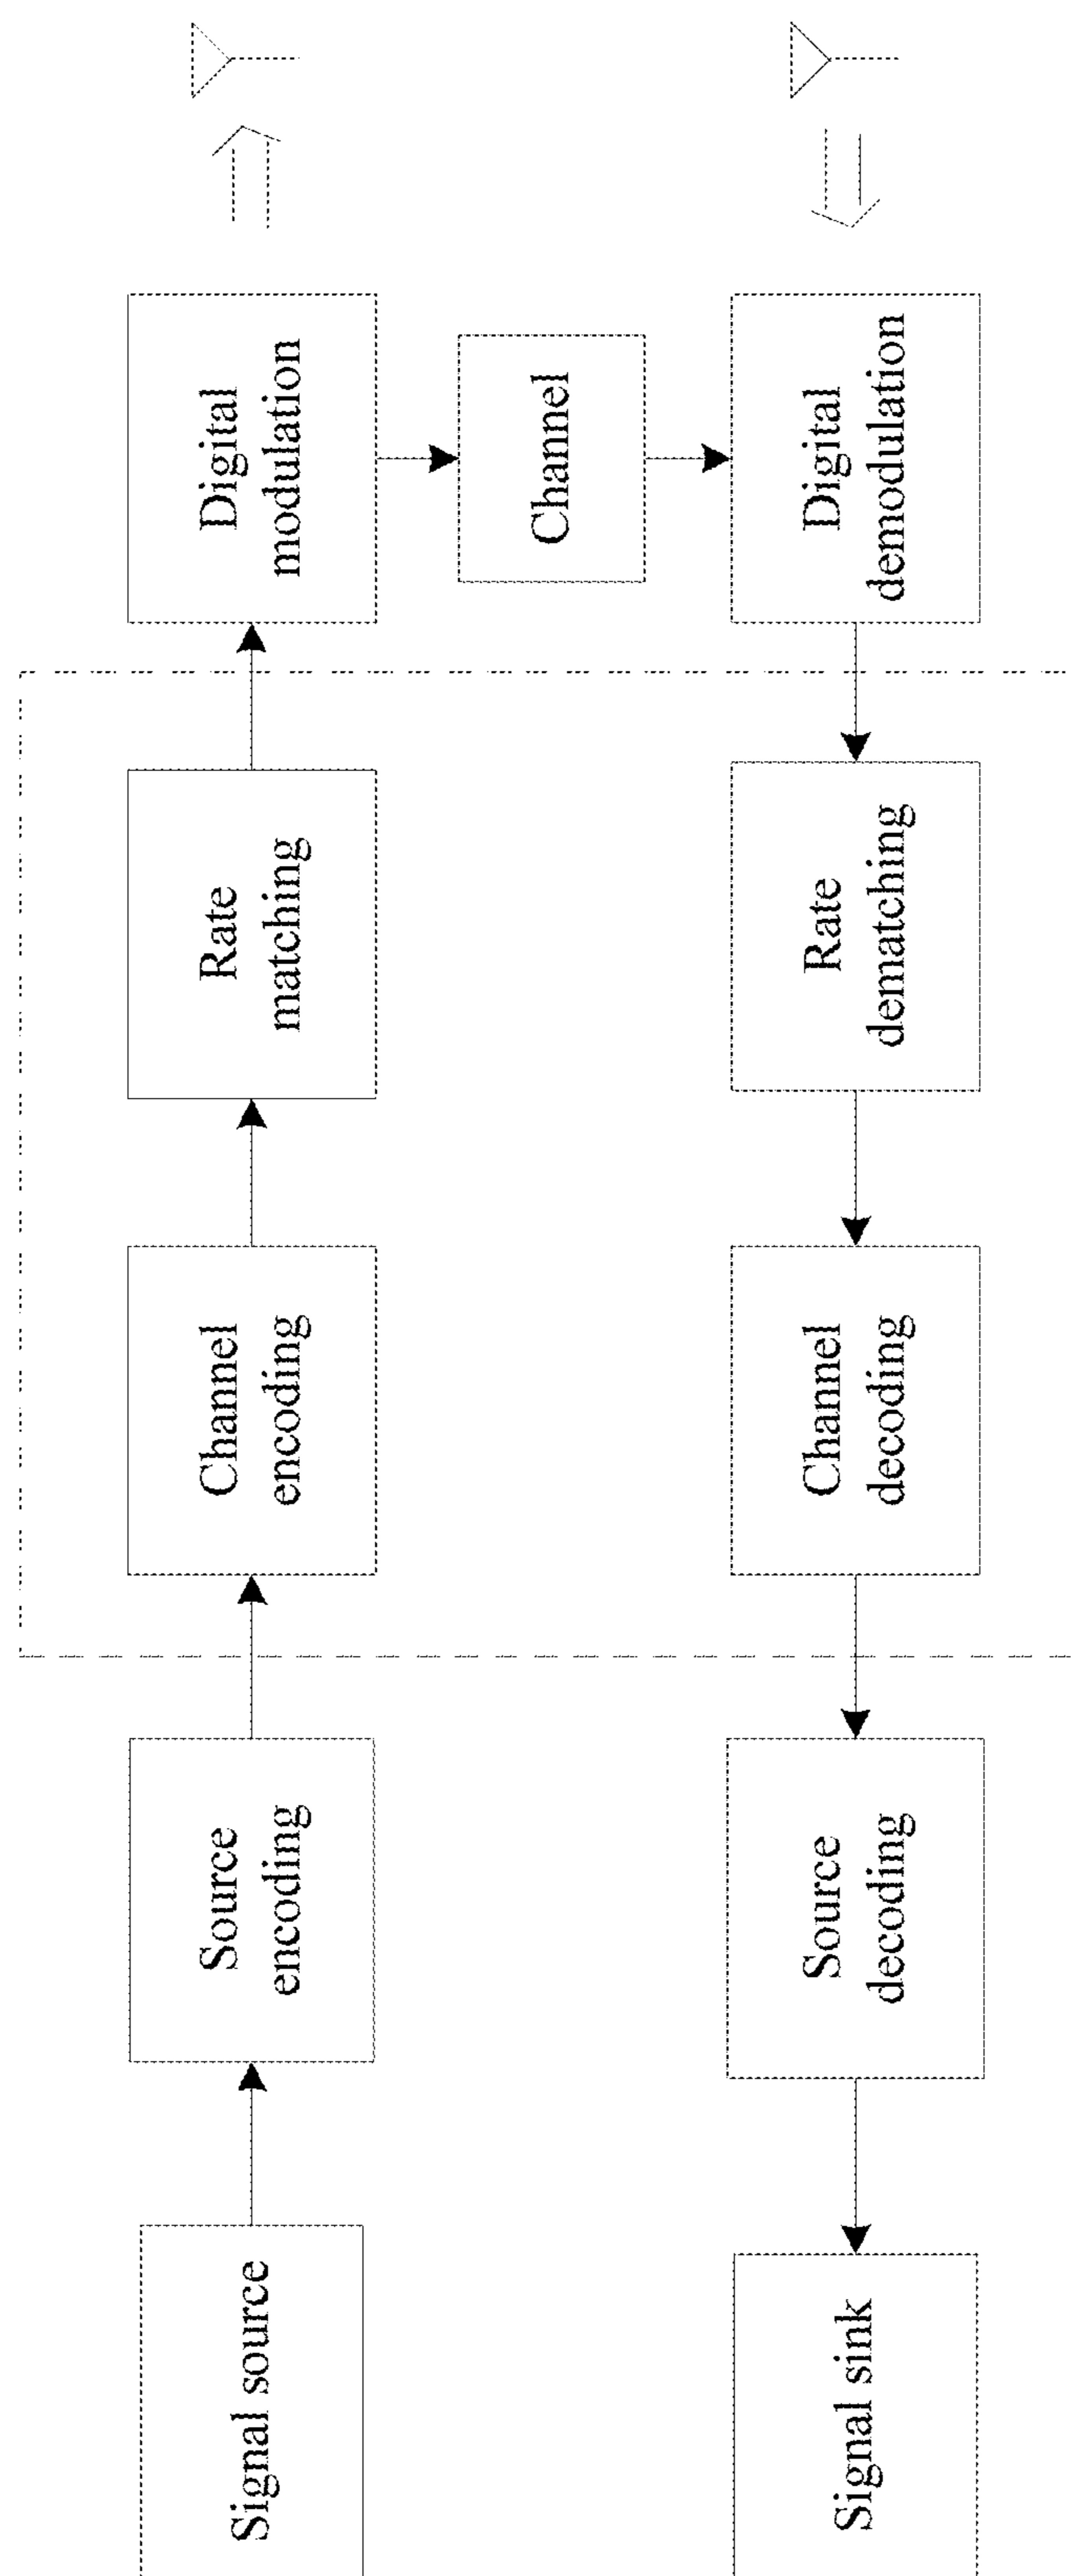 Signal source
Source
encoding
Channel
encoding
Rate
matching
Digital
modulation
Channel
Signal sink
Source
decoding
Channel
decoding
Rate
dematching
Digital
demodulation